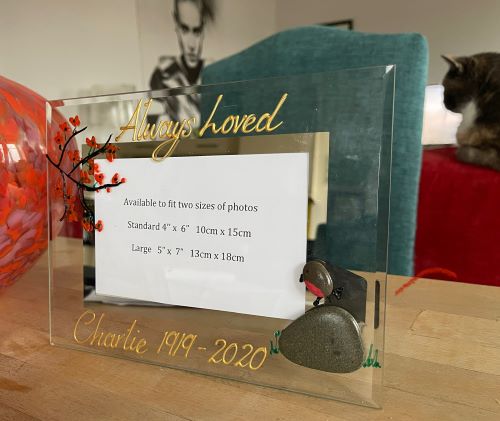 Always Loved
Available to fit two sizes of photos
Standard 4" x 6" 10cm x 15cm
Large 5" x 7" 13cm x 18cm
Charlie 1919-2020